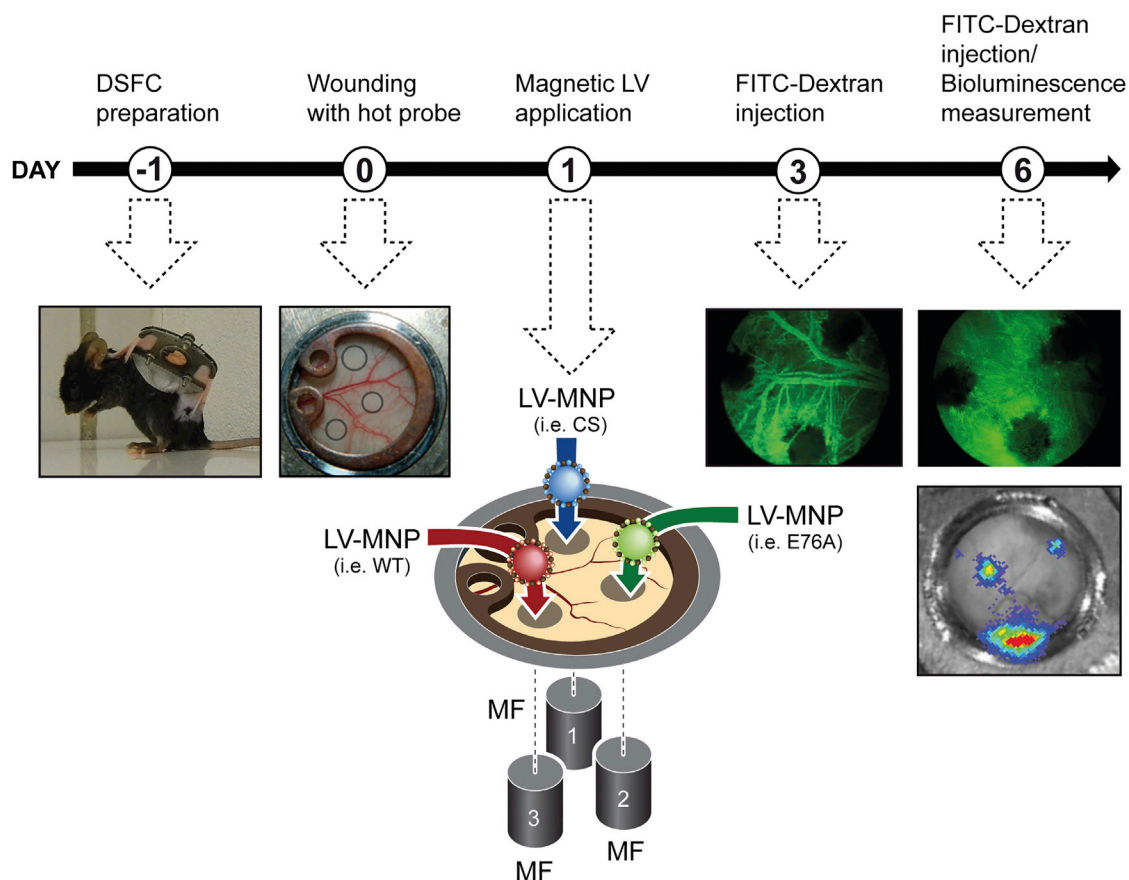 DSFC
preparation
Wounding
with hot probe
Magnetic LV
application
FITC-Dextran
injection
FITC-Dextran
injection/
Bioluminescence
measurement
DAY
-1
0
1
3
6
LV-MNP
(i.e. CS)
LV-MNP
(i.e. WT)
LV-MNP
(i.e. E76A)
MF
1
2
3
MF
MF